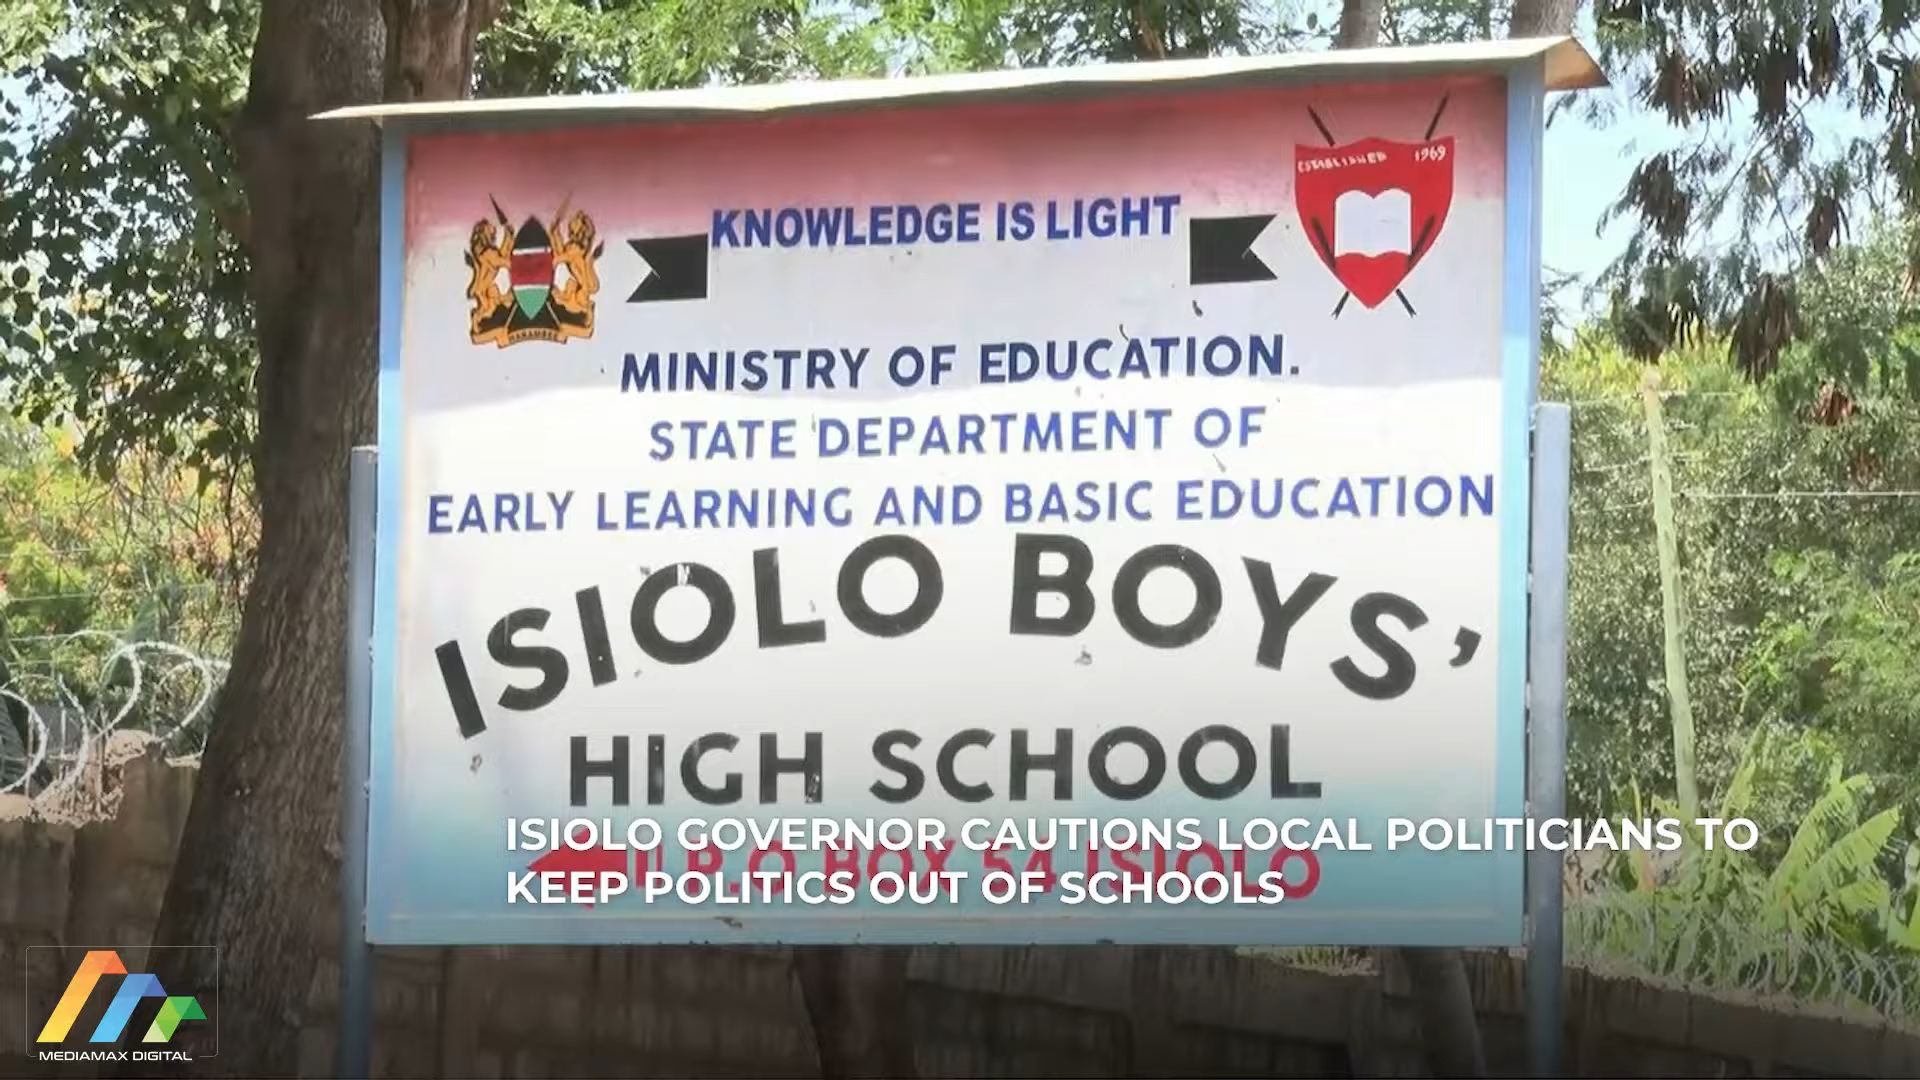 ESTABLISHED 1969
KNOWLEDGE IS LIGHT
HARAMBEE
MINISTRY OF EDUCATION.
STATE DEPARTMENT OF
EARLY LEARNING AND BASIC EDUCATION
ISIOLO BOYS'
HIGH SCHOOL
P.O BOX 54 ISIOLO
ISIOLO GOVERNOR CAUTIONS LOCAL POLITICIANS TO
KEEP POLITICS OUT OF SCHOOLS
MEDIAMAX DIGITAL